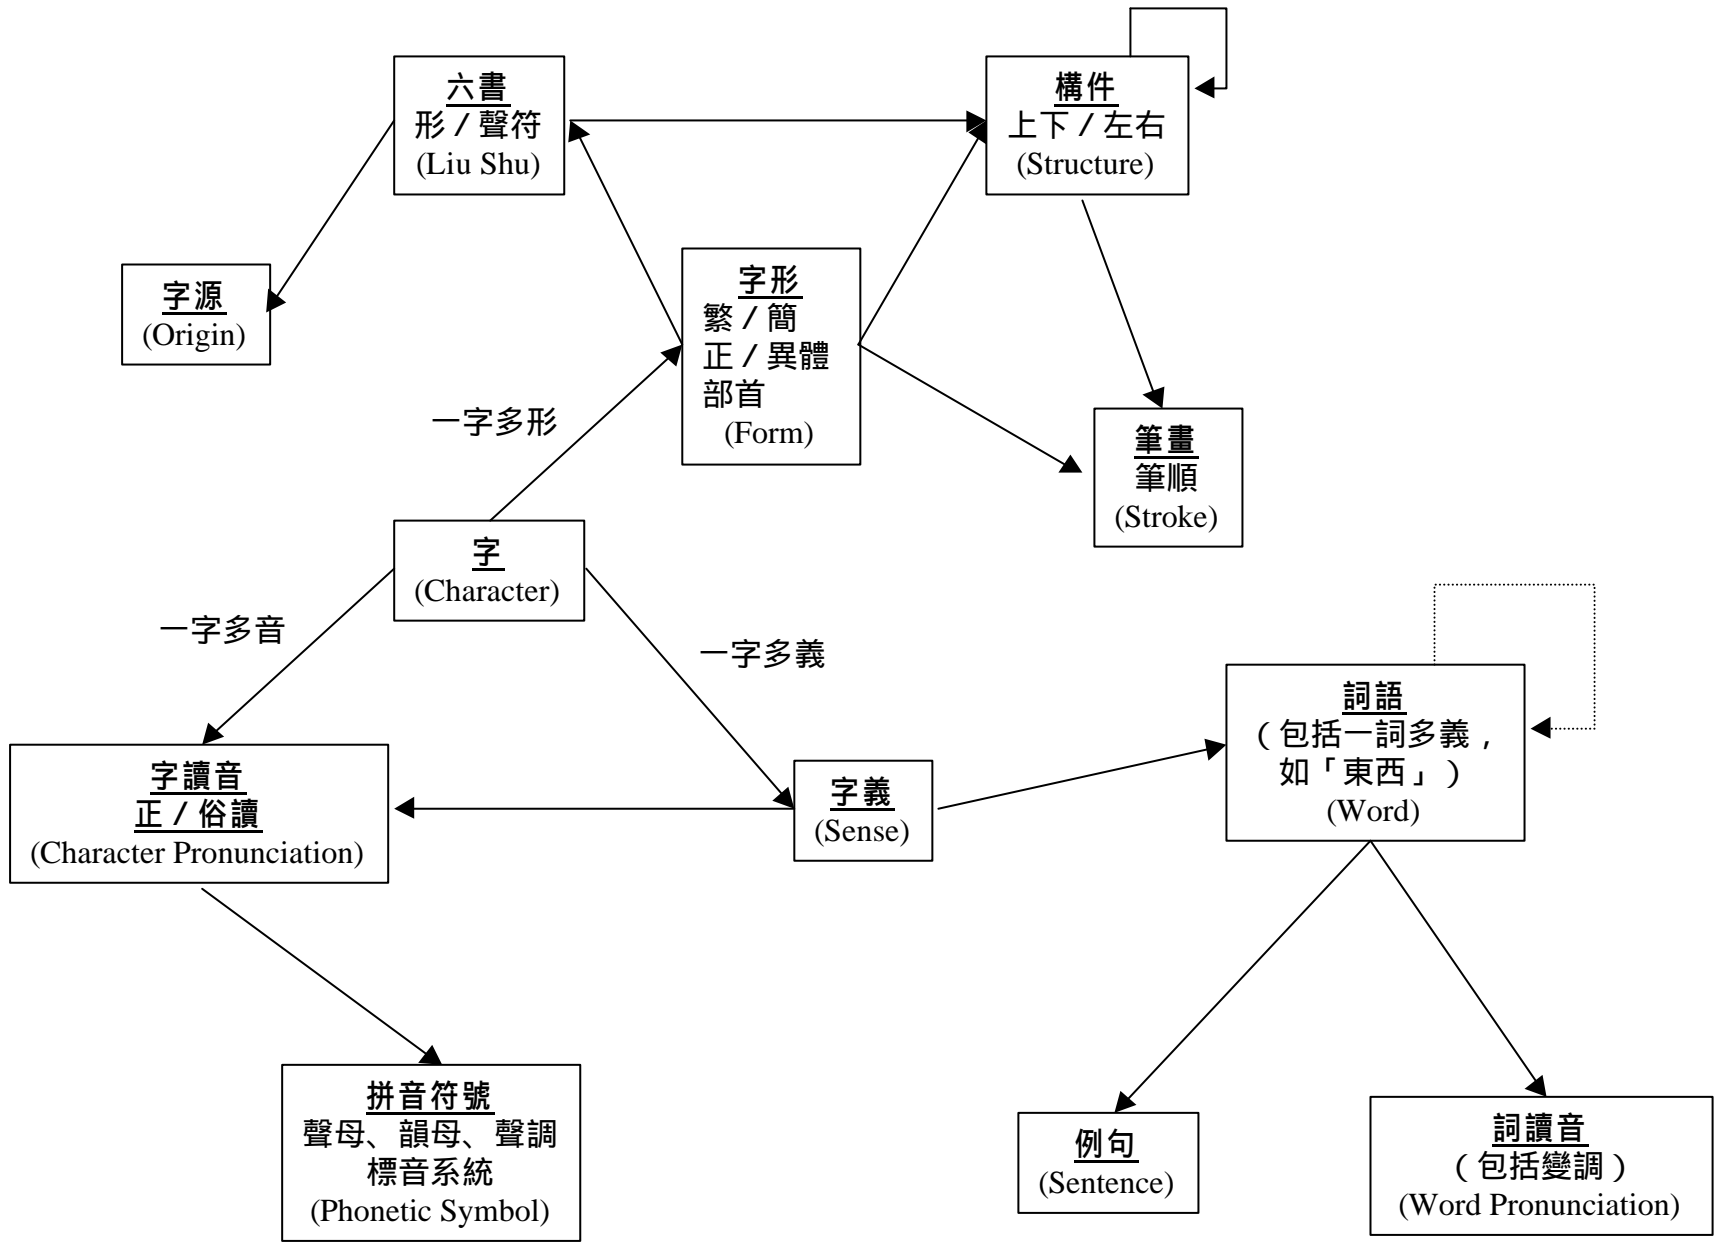 六書
形／聲符
(Liu Shu)
構件
上下／左右
(Structure)
字源
(Origin)
字形
繁／簡
正／異體
部首
(Form)
一字多形
筆畫
筆順
(Stroke)
字
(Character)
一字多音
一字多義
詞語
（包括一詞多義，
如「東西」）
(Word)
字讀音
正／俗讀
(Character Pronunciation)
字義
(Sense)
拼音符號
聲母、韻母、聲調
標音系統
(Phonetic Symbol)
例句
(Sentence)
詞讀音
（包括變調）
(Word Pronunciation)